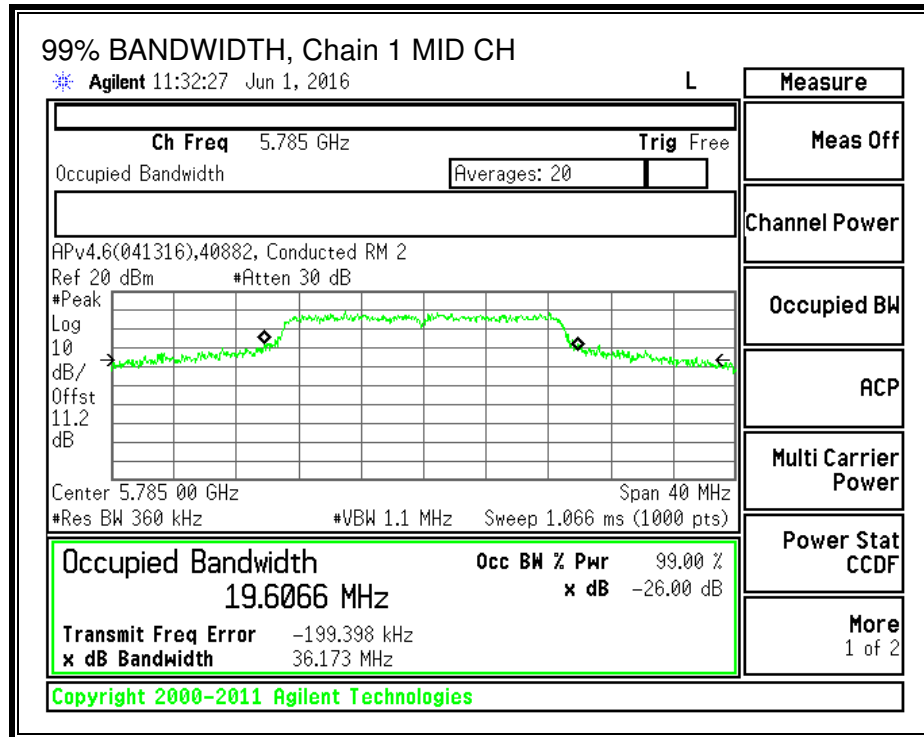 99% BANDWIDTH, Chain 1 MID CH
Agilent 11:32:27 Jun 1, 2016 L
Measure
Ch Freq 5.785 GHz Trig Free
Meas Off
Occupied Bandwidth Averages: 20
Channel Power
APv4.6(041316),40882, Conducted RM 2
Ref 20 dBm #Atten 30 dB
#Peak
Log
10
dB/
Offst
11.2
dB
Occupied BW
ACP
Multi Carrier
Power
Center 5.785 00 GHz Span 40 MHz
#Res BW 360 kHz #VBW 1.1 MHz Sweep 1.066 ms (1000 pts)
Power Stat
CCDF
Occupied Bandwidth Occ BW % Pwr 99.00 %
19.6066 MHz x dB -26.00 dB
Transmit Freq Error -199.398 kHz
x dB Bandwidth 36.173 MHz
More
1 of 2
Copyright 2000-2011 Agilent Technologies